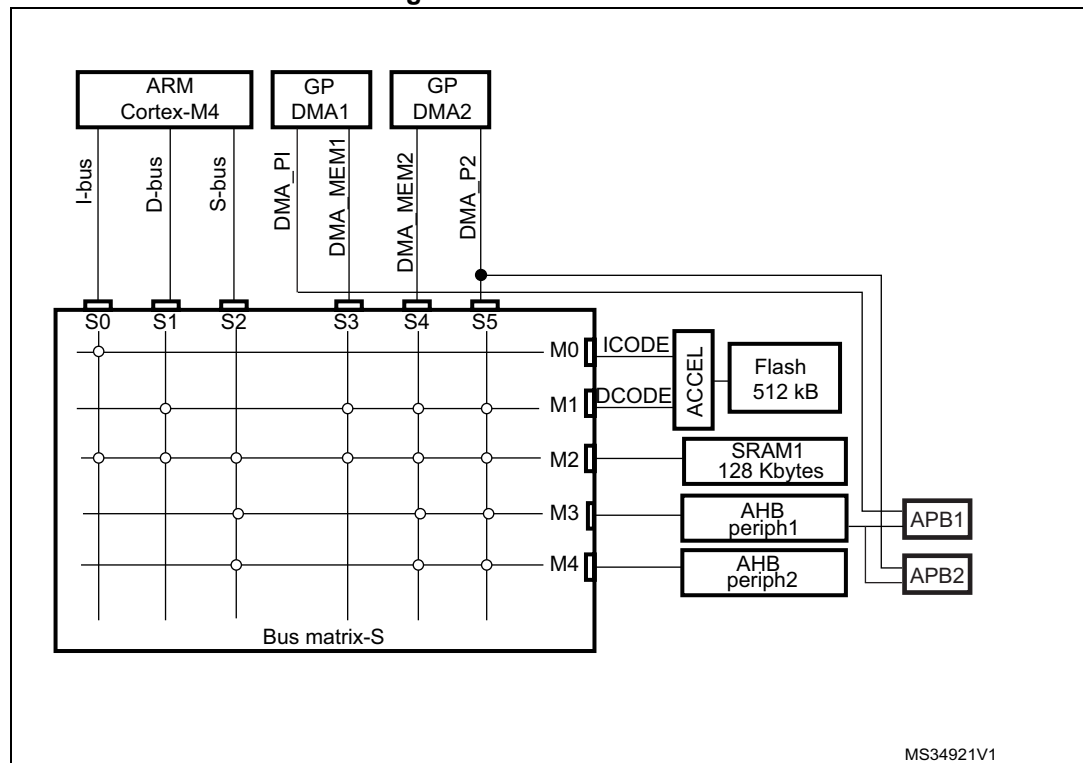 ARM
Cortex-M4
GP
DMA1
GP
DMA2
I-bus
D-bus
S-bus
DMA_PI
DMA_MEM1
DMA_MEM2
DMA_P2
S0 S1 S2 S3 S4 S5
M0 ICODE
M1 DCODE
ACCEL
Flash
512 kB
M2
SRAM1
128 Kbytes
M3
AHB
periph1
APB1
M4
AHB
periph2
APB2
Bus matrix-S
MS34921V1